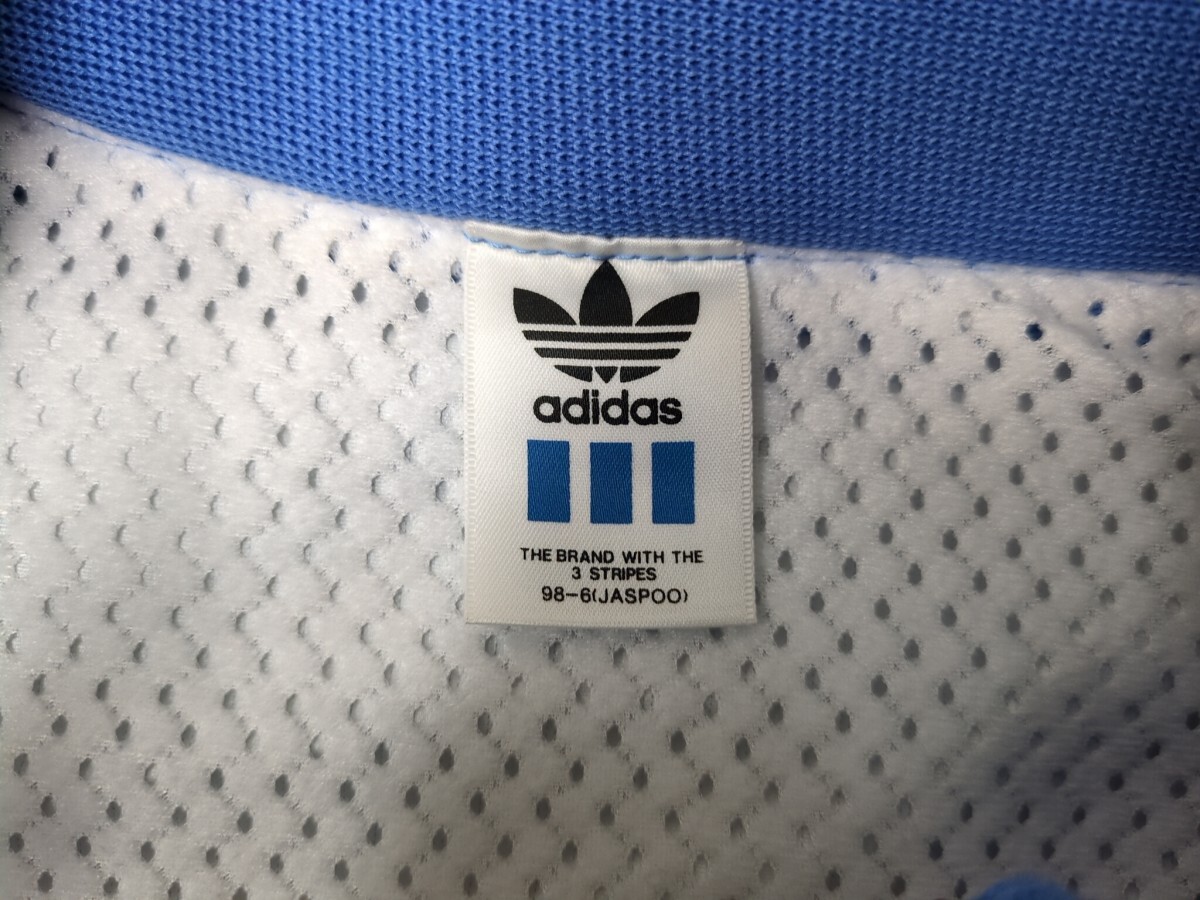 adidas
THE BRAND WITH THE
3 STRIPES
98-6(JASPOO)